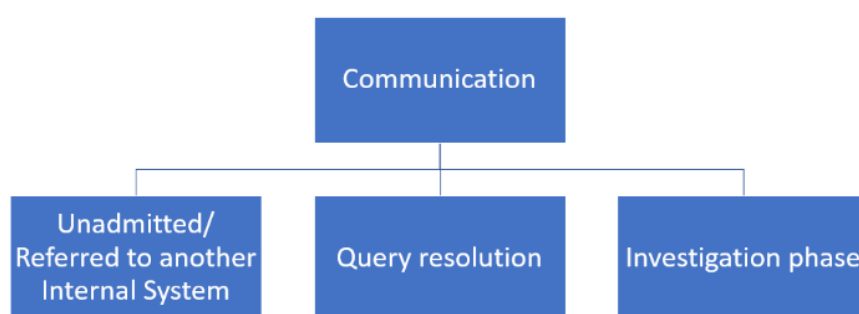 Communication
Unadmitted/
Referred to another
Internal System
Query resolution
Investigation phase